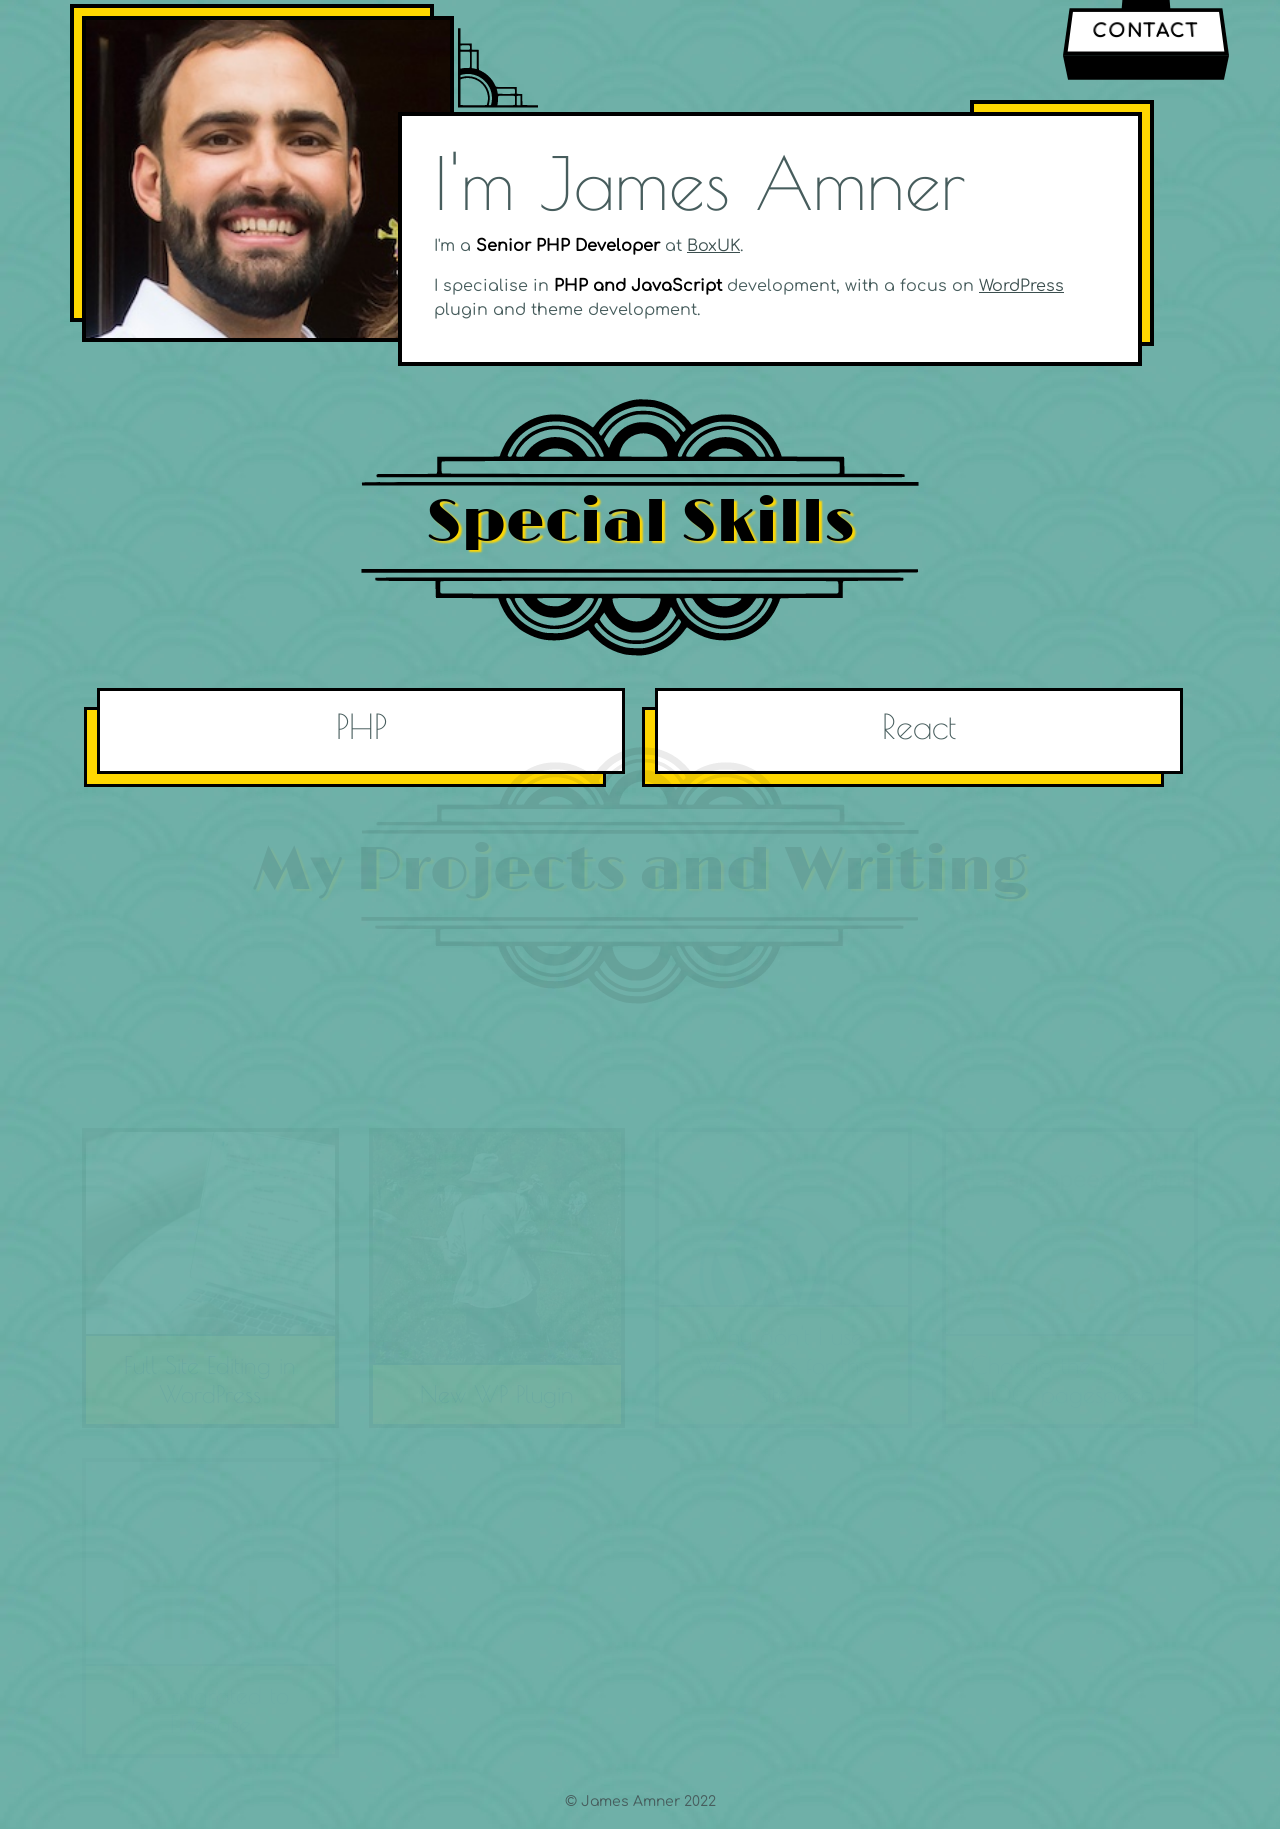 CONTACT
I'm James Amner
I'm a Senior PHP Developer at BoxUK.
I specialise in PHP and JavaScript development, with a focus on WordPress
plugin and theme development.
Special Skills
PHP
React
My Projects and Writing
Full Site Editing in
WordPress
New WP Plugin
© James Amner 2022